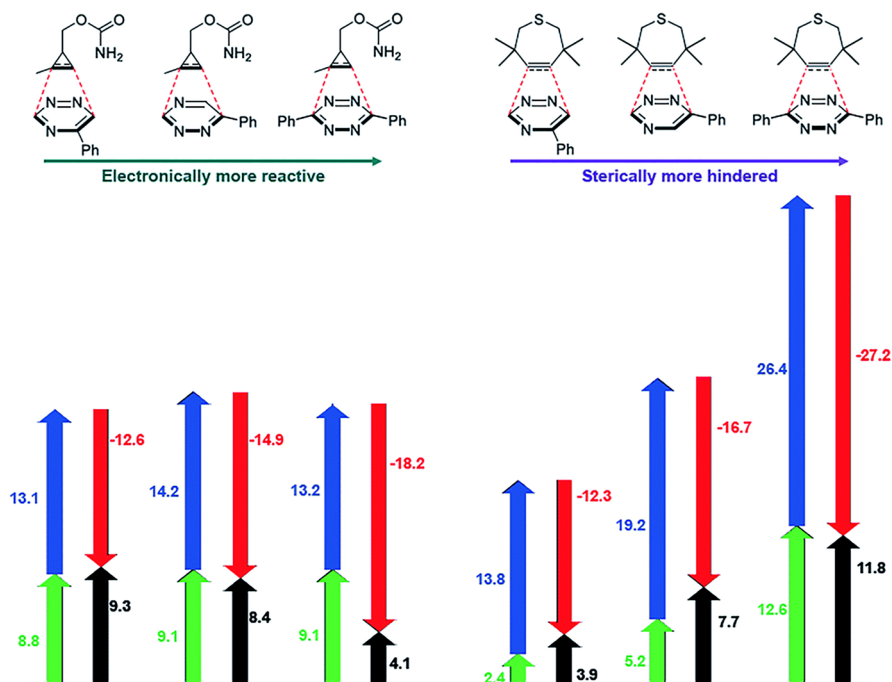 O O O O O O S S S
NH2 NH2 NH2
N=N N N=N N=N N=N N=N
Ph Ph Ph Ph Ph Ph
N-N N-N N N-N
Ph Ph
Electronically more reactive Sterically more hindered
-27.2
26.4
-12.6 -14.9 -18.2 -16.7
13.1 14.2 13.2 -12.3 19.2
13.8
11.8
9.3 8.4 12.6
8.8 9.1 9.1 7.7
4.1 2.4 3.9 5.2